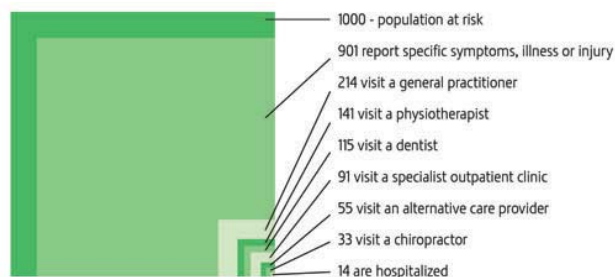 1000 - population at risk
901 report specific symptoms, illness or injury
214 visit a general practitioner
141 visit a physiotherapist
115 visit a dentist
91 visit a specialist outpatient clinic
55 visit an alternative care provider
33 visit a chiropractor
14 are hospitalized